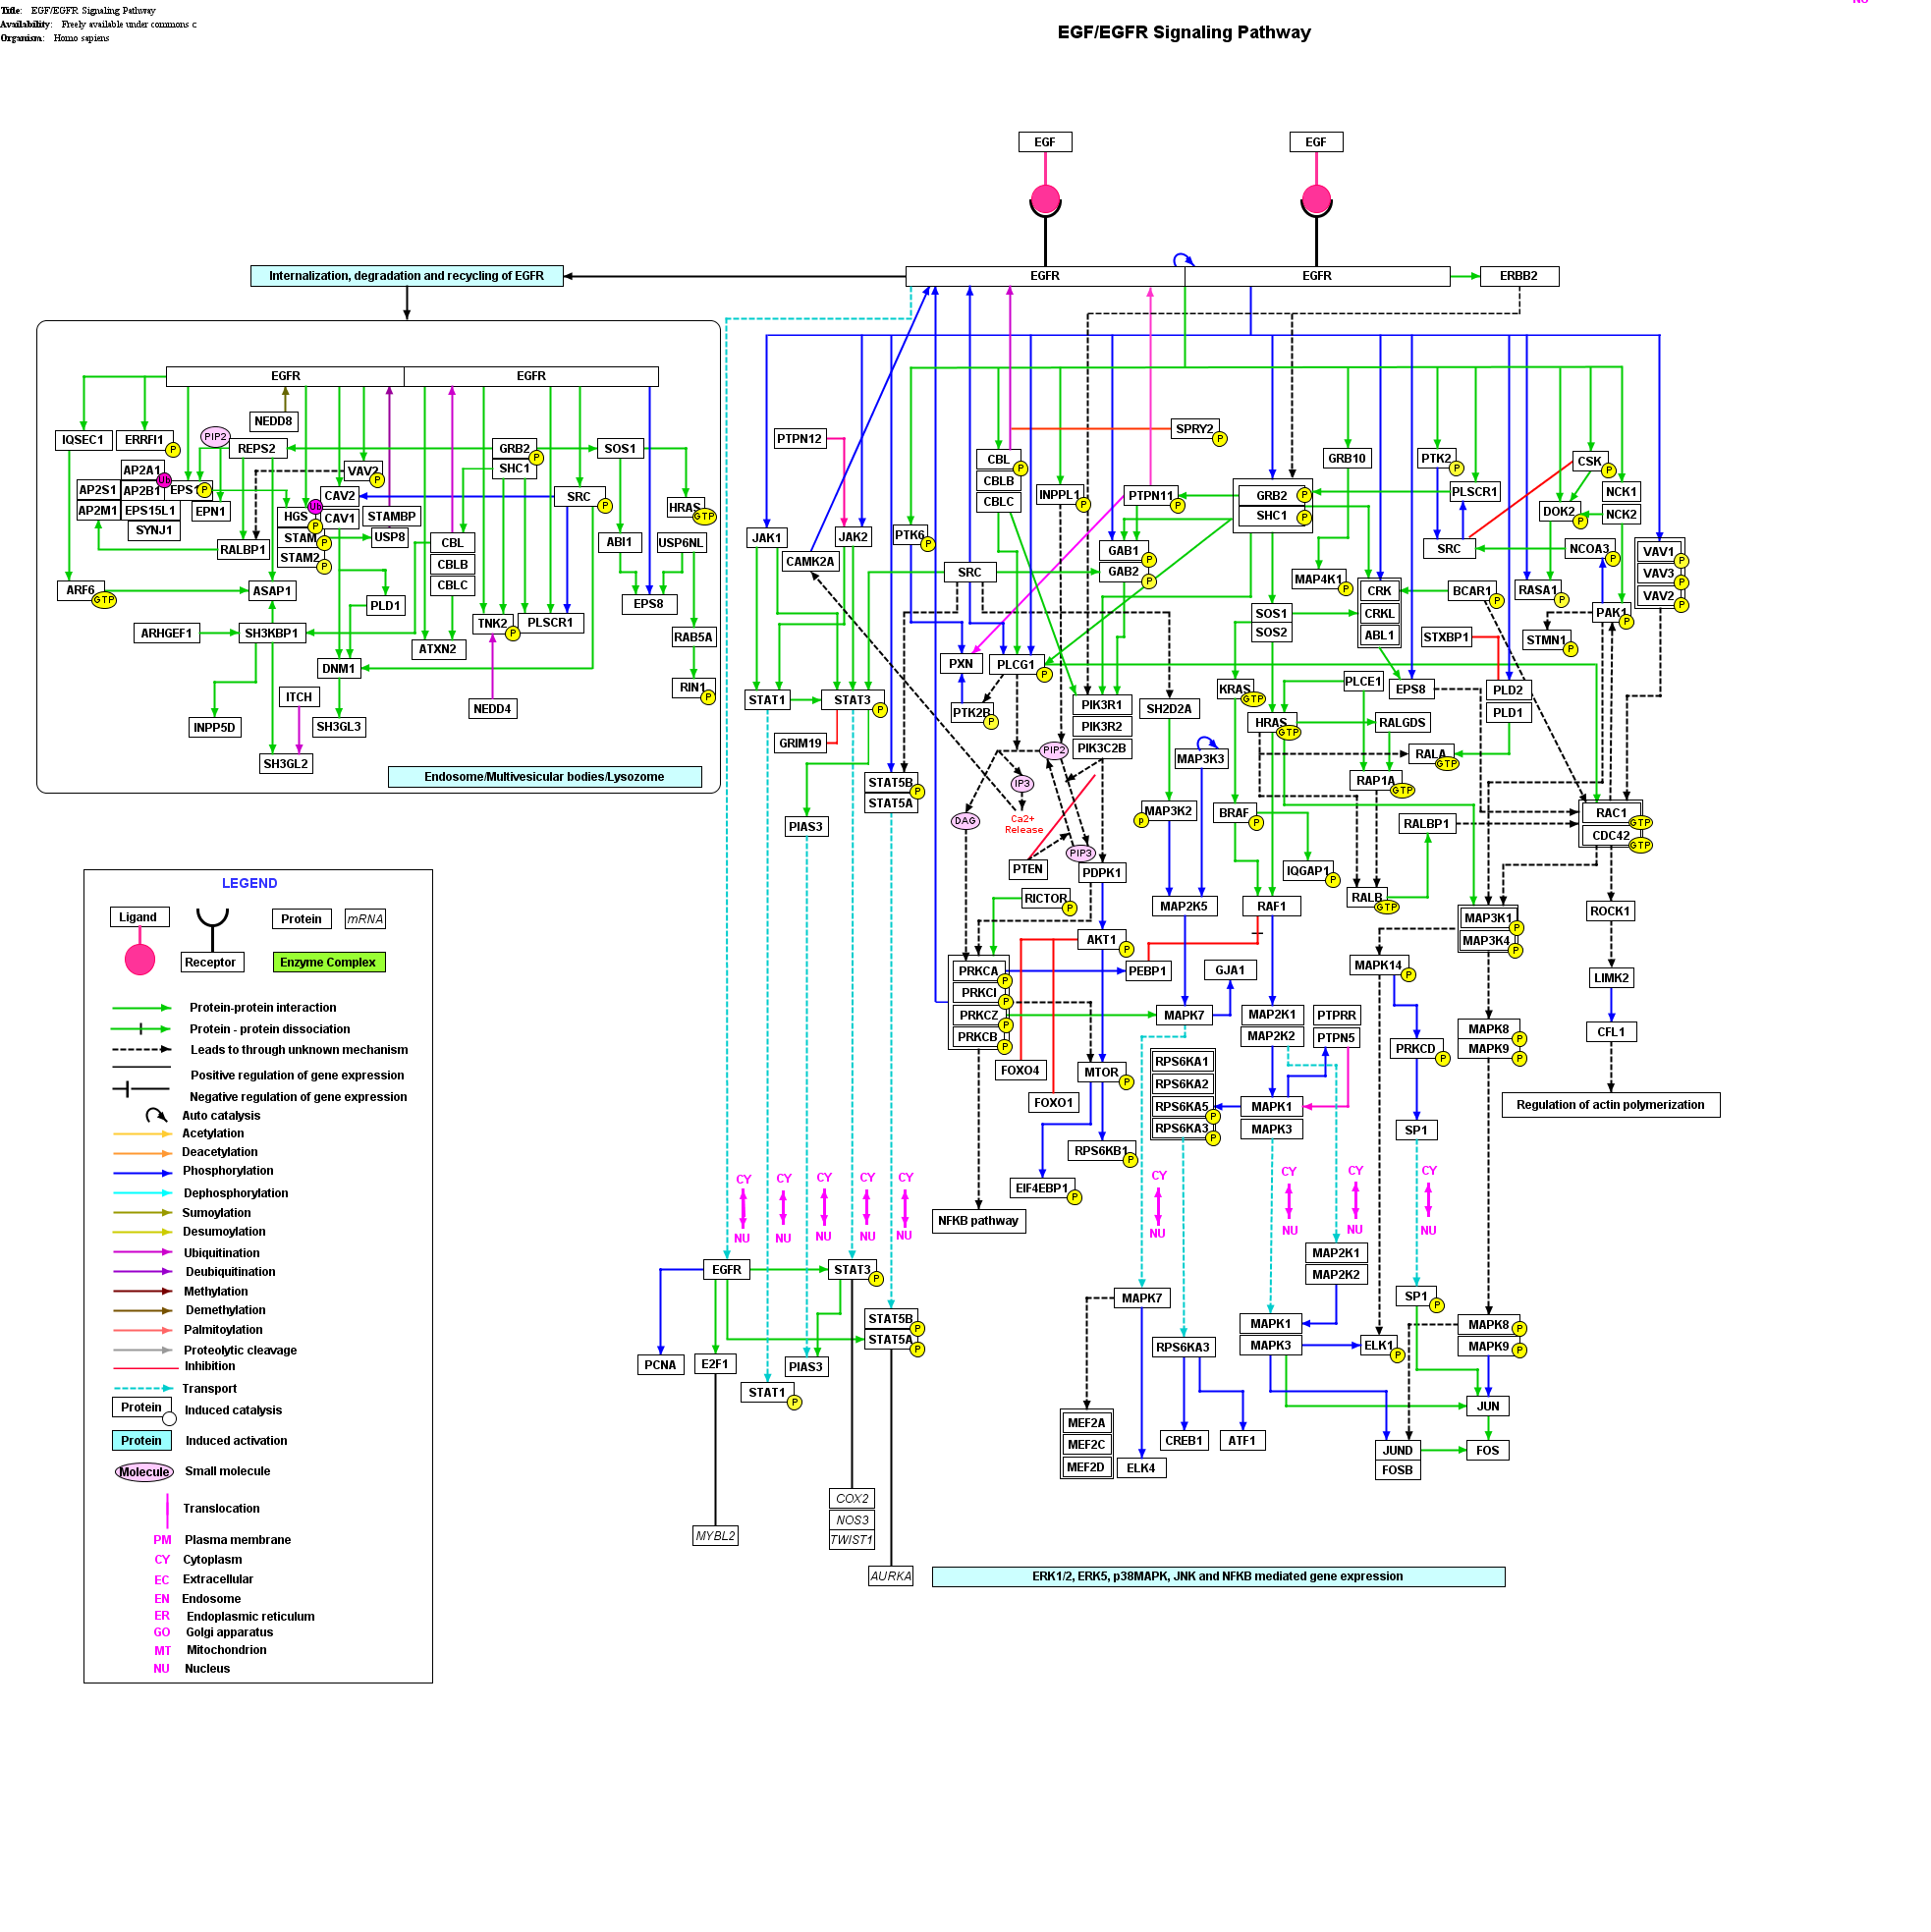 Title: EGF/EGFR Signaling Pathway
Availability: Freely available under commons c
Organism: Homo sapiens
NU
EGF/EGFR Signaling Pathway
EGF EGF
Internalization, degradation and recycling of EGFR
EGFR EGFR ERBB2
EGFR EGFR
NEDD8
IQSEC1 ERRFI1 P PIP2 REPS2 GRB2 P SHC1 SOS1
AP2A1 Ub VAV2 P
AP2S1 AP2B1 EPS1 P CAV2 SRC P
AP2M1 EPS15L1 EPN1 HGS Ub P CAV1 STAMBP HRAS GTP
SYNJ1 STAM P USP8
RALBP1 STAM2 P CBL ABI1 USP6NL
CBLB
CBLC
ARF6 GTP ASAP1 PLD1 EPS8
ARHGEF1 SH3KBP1 TNK2 P PLSCR1 RAB5A
ATXN2
DNM1
ITCH RIN1 P
INPP5D SH3GL3 NEDD4
SH3GL2
Endosome/Multivesicular bodies/Lysozome
PTPN12 SPRY2 P
CBL P GRB10 PTK2 P CSK P
CBLB
CBLC INPPL1 P PTPN11 P GRB2 P PLSCR1 NCK1
SHC1 P DOK2 P NCK2
JAK1 JAK2 PTK6 P
CAMK2A GAB1 P SRC NCOA3 P VAV1 P
SRC GAB2 P MAP4K1 P VAV3 P
CRK BCAR1 P RASA1 P VAV2 P
SOS1 CRKL PAK1 P
SOS2 ABL1 STXBP1 STMN1 P
PXN PLCG1 P
STAT1 STAT3 P PTK2B P PIK3R1 SH2D2A KRAS GTP PLCE1 EPS8 PLD2
PIK3R2 HRAS GTP RALGDS PLD1
GRIM19 PIP2 PIK3C2B MAP3K3 RALA GTP
STAT5B P IP3 RAP1A GTP
STAT5A
PIAS3 DAG Ca2+
Release
P MAP3K2 BRAF P RALBP1 RAC1 GTP
CDC42 GTP
PIP3
PTEN PDPK1 IQGAP1 P
RICTOR P MAP2K5 RAF1 RALB GTP ROCK1
MAP3K1 P
AKT1 P MAP3K4 P
PRKCA P PEBP1 GJA1 MAPK14 P LIMK2
PRKCI P
PRKCZ P MAPK7 MAP2K1 PTPRR
PRKCB P MAP2K2 PTPN5 MAPK8 P CFL1
PRKCD P MAPK9 P
FOXO4 MTOR P RPS6KA1
RPS6KA2
FOXO1 RPS6KA5 P MAPK1 Regulation of actin polymerization
RPS6KA3 P MAPK3 SP1
RPS6KB1 P
CY CY CY CY CY CY CY CY CY
EIF4EBP1 P
NFKB pathway
NU NU NU NU NU NU NU NU NU
EGFR STAT3 P MAP2K1
MAP2K2
MAPK7 SP1 P
STAT5B P MAPK1 MAPK8 P
STAT5A P RPS6KA3 MAPK3 ELK1 P MAPK9 P
PCNA E2F1 PIAS3
STAT1 P JUN
MEF2A
MEF2C CREB1 ATF1 JUND FOS
MEF2D ELK4 FOSB
COX2
NOS3
MYBL2 TWIST1
AURKA
ERK1/2, ERK5, p38MAPK, JNK and NFKB mediated gene expression
LEGEND
Ligand Protein mRNA
Receptor Enzyme Complex
Protein-protein interaction
Protein - protein dissociation
Leads to through unknown mechanism
Positive regulation of gene expression
Negative regulation of gene expression
Auto catalysis
Acetylation
Deacetylation
Phosphorylation
Dephosphorylation
Sumoylation
Desumoylation
Ubiquitination
Deubiquitination
Methylation
Demethylation
Palmitoylation
Proteolytic cleavage
Inhibition
Transport
Protein Induced catalysis
Protein Induced activation
Molecule Small molecule
Translocation
PM Plasma membrane
CY Cytoplasm
EC Extracellular
EN Endosome
ER Endoplasmic reticulum
GO Golgi apparatus
MT Mitochondrion
NU Nucleus